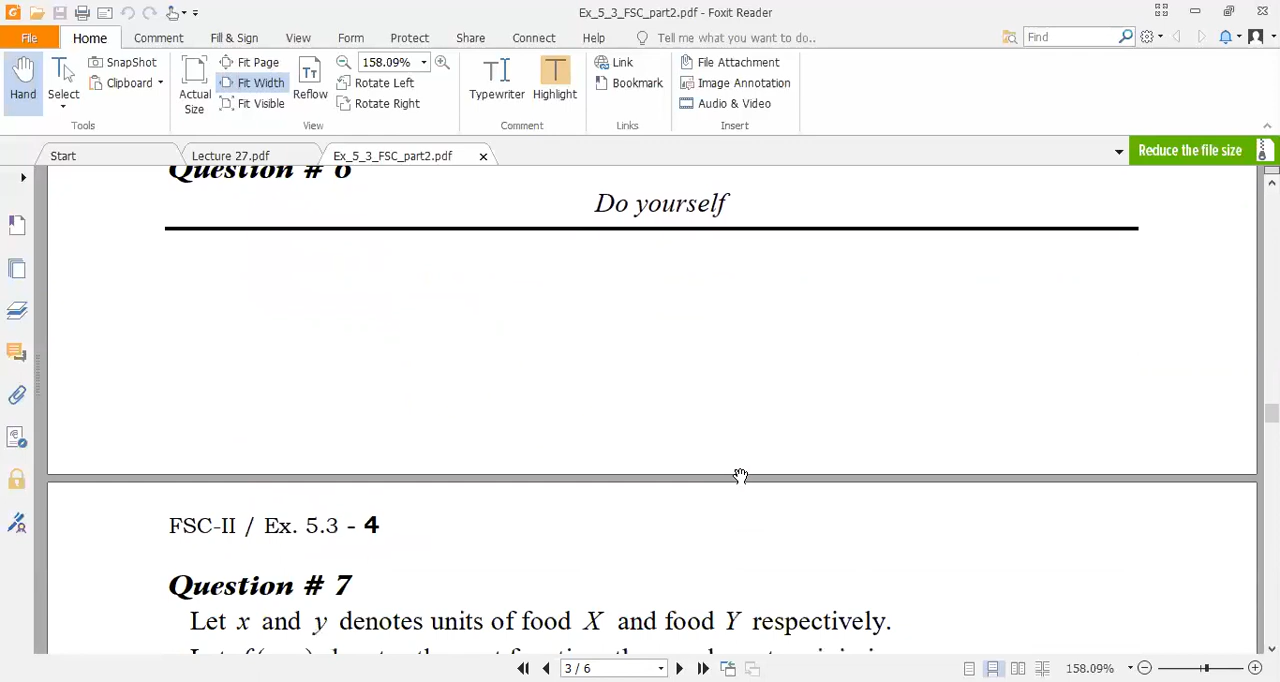 Ex_5_3_FSC_part2.pdf - Foxit Reader
File Home Comment Fill & Sign View Form Protect Share Connect Help Tell me what you want to do.. Find
Hand
Select
SnapShot
Clipboard
Tools
Actual Size
Fit Page
Fit Width
Fit Visible
Reflow
158.09%
Rotate Left
Rotate Right
View
Typewriter
Highlight
Comment
Link
Bookmark
Links
File Attachment
Image Annotation
Audio & Video
Insert
Start Lecture 27.pdf Ex_5_3_FSC_part2.pdf Reduce the file size
Question # 6
Do yourself
FSC-II / Ex. 5.3 - 4
Question # 7
Let x and y denotes units of food X and food Y respectively.
3 / 6 158.09%